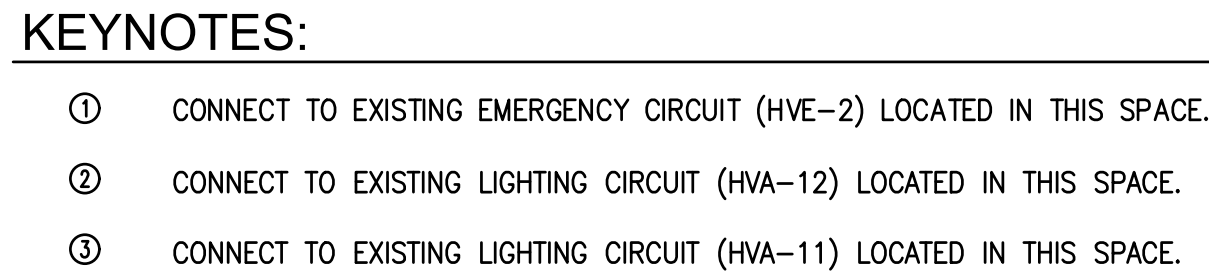 KEYNOTES:
① CONNECT TO EXISTING EMERGENCY CIRCUIT (HVE-2) LOCATED IN THIS SPACE.
② CONNECT TO EXISTING LIGHTING CIRCUIT (HVA-12) LOCATED IN THIS SPACE.
③ CONNECT TO EXISTING LIGHTING CIRCUIT (HVA-11) LOCATED IN THIS SPACE.